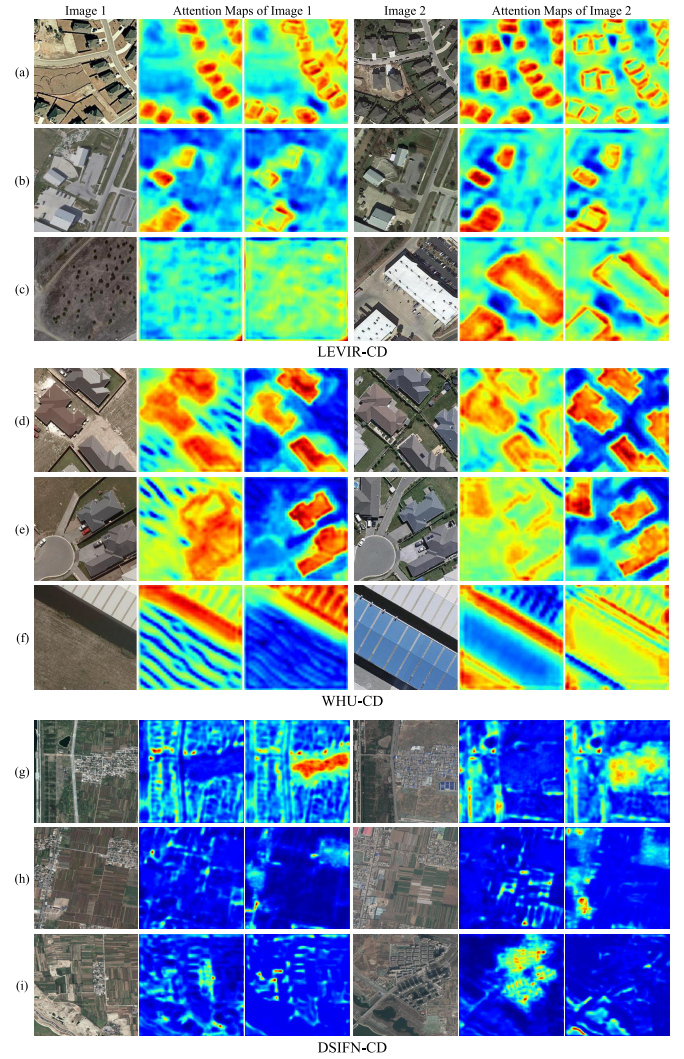 Image 1 Attention Maps of Image 1 Image 2 Attention Maps of Image 2
(a)
(b)
(c)
LEVIR-CD
(d)
(e)
(f)
WHU-CD
(g)
(h)
(i)
DSIFN-CD